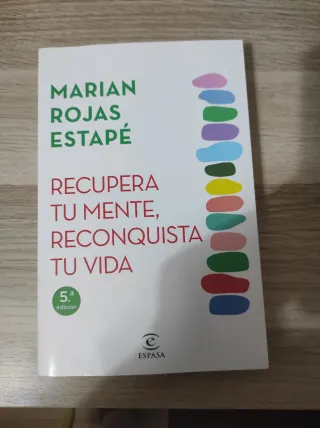 MARIAN
ROJAS
ESTAPÉ
RECUPERA
TU MENTE,
RECONQUISTA
TU VIDA
5.ª
edición
e
ESPASA